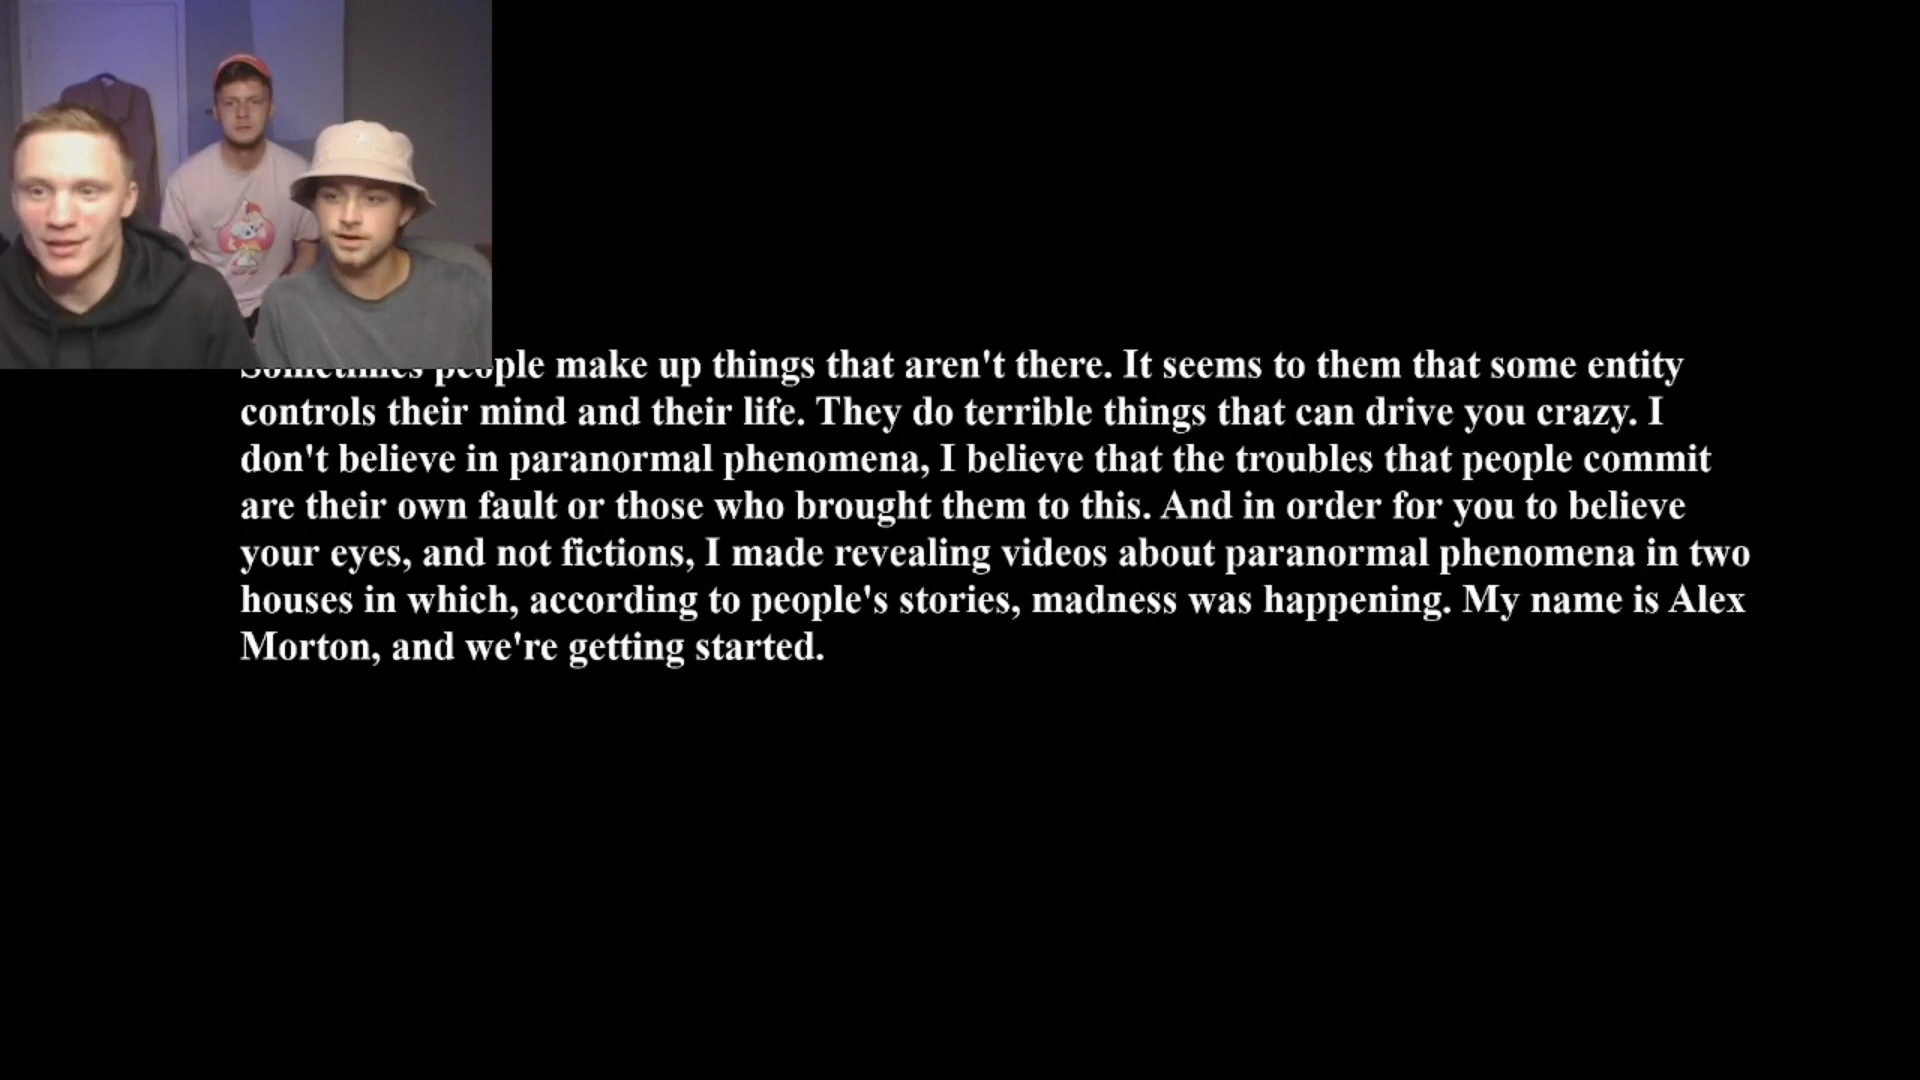 Sometimes people make up things that aren't there. It seems to them that some entity
controls their mind and their life. They do terrible things that can drive you crazy. I
don't believe in paranormal phenomena, I believe that the troubles that people commit
are their own fault or those who brought them to this. And in order for you to believe
your eyes, and not fictions, I made revealing videos about paranormal phenomena in two
houses in which, according to people's stories, madness was happening. My name is Alex
Morton, and we're getting started.